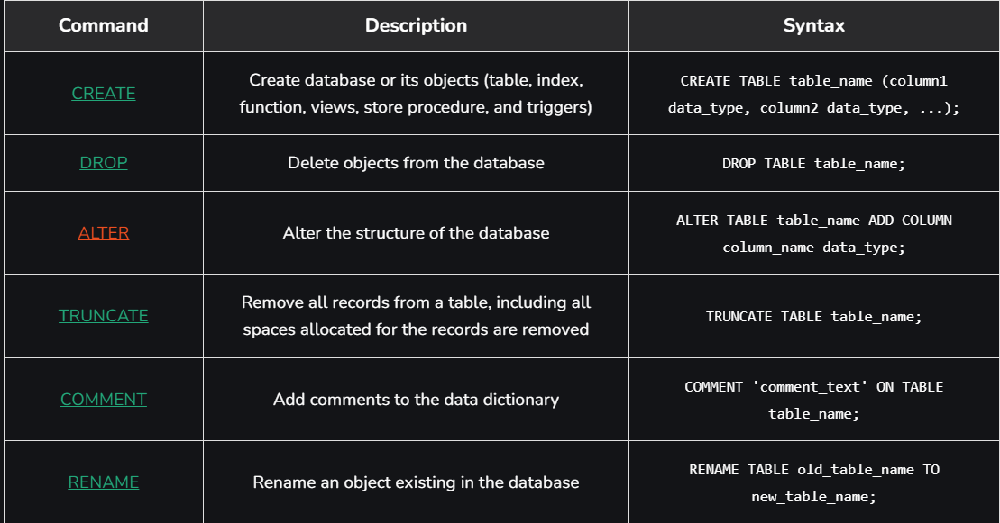 Command Description Syntax
CREATE
Create database or its objects (table, index,
function, views, store procedure, and triggers)
CREATE TABLE table_name (column1
data_type, column2 data_type, ...);
DROP
Delete objects from the database
DROP TABLE table_name;
ALTER
Alter the structure of the database
ALTER TABLE table_name ADD COLUMN
column_name data_type;
TRUNCATE
Remove all records from a table, including all
spaces allocated for the records are removed
TRUNCATE TABLE table_name;
COMMENT
Add comments to the data dictionary
COMMENT 'comment_text' ON TABLE
table_name;
RENAME
Rename an object existing in the database
RENAME TABLE old_table_name TO
new_table_name;